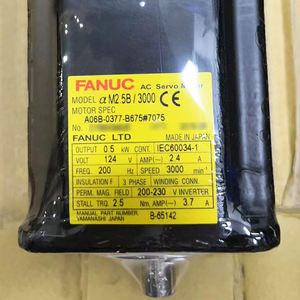 FANUC AC Servo Motor
MODEL α M2.5B / 3000 CE
MOTOR SPEC
A06B-0377-B675#7075
FANUC LTD MADE IN JAPAN
OUTPUT 0.5 kW CONT. IEC60034-1
VOLT 124 V AMP(~) 2.4 A
FREQ. 200 Hz SPEED 3000 min⁻¹
INSULATION F 3 PHASE WINDING CONN. Y
PERM. MAG. FIELD 200-230 V INVERTER
STALL TRQ. 2.5 Nm, AMP.(~) 3.7 A
MANUAL PART NUMBER B-65142
YAMANASHI JAPAN